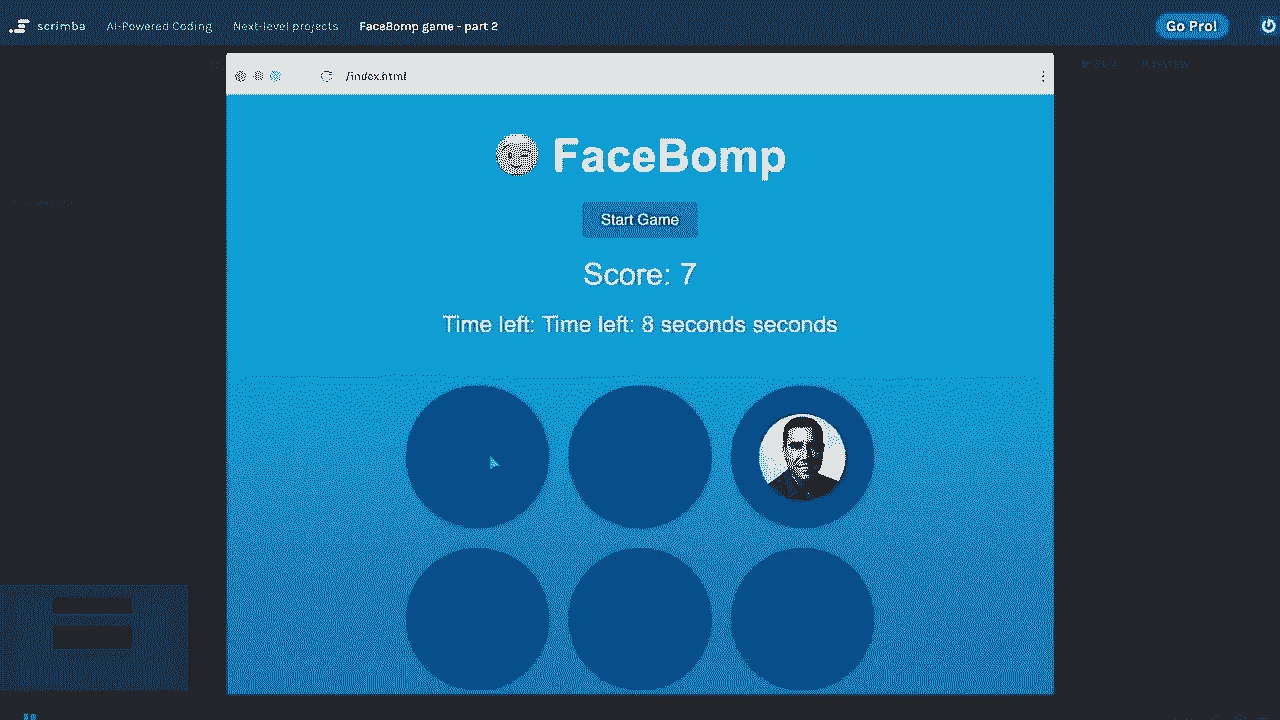 scrimba AI-Powered Coding Next-level projects FaceBomp game - part 2 Go Pro!
/index.html
FaceBomp
Start Game
Score: 7
Time left: Time left: 8 seconds seconds